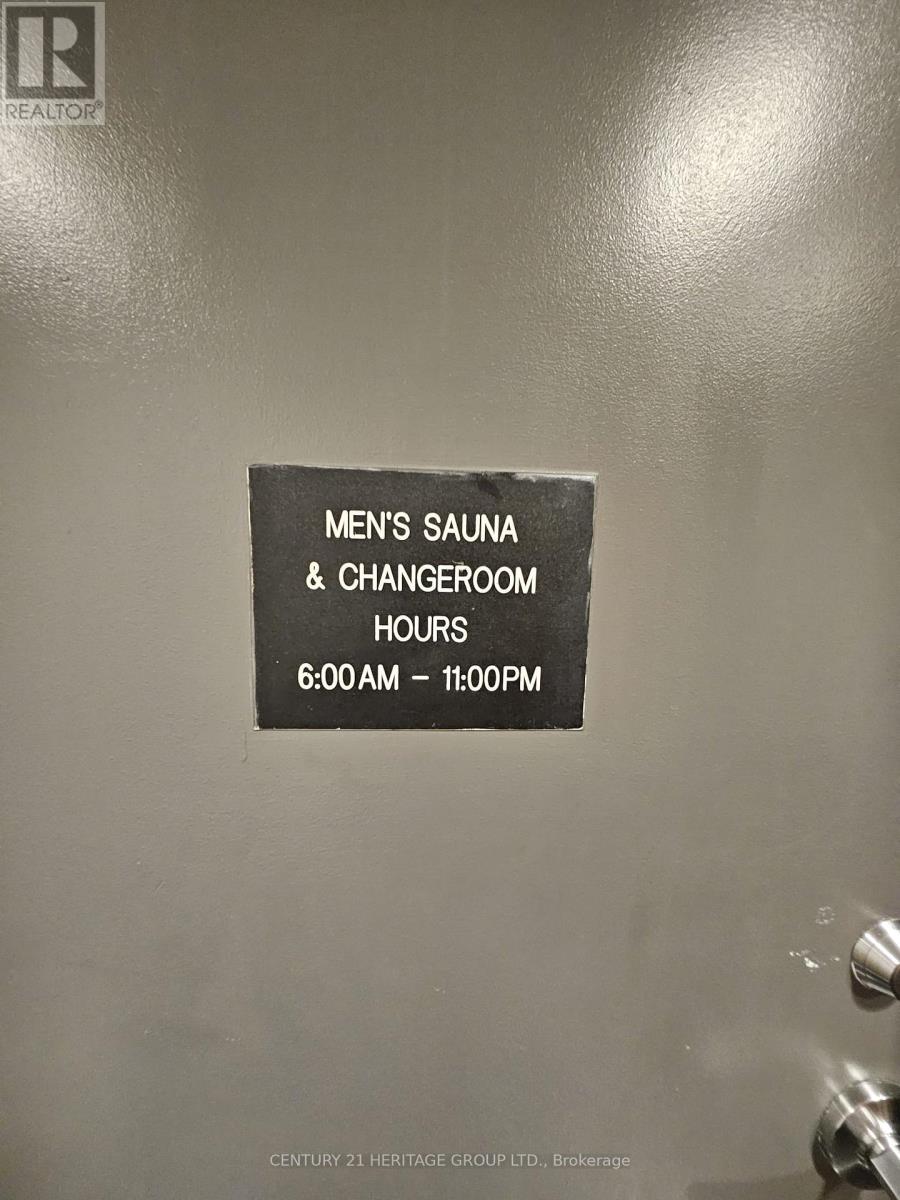 REALTOR®
MEN'S SAUNA
& CHANGEROOM
HOURS
6:00AM - 11:00PM
CENTURY 21 HERITAGE GROUP LTD., Brokerage